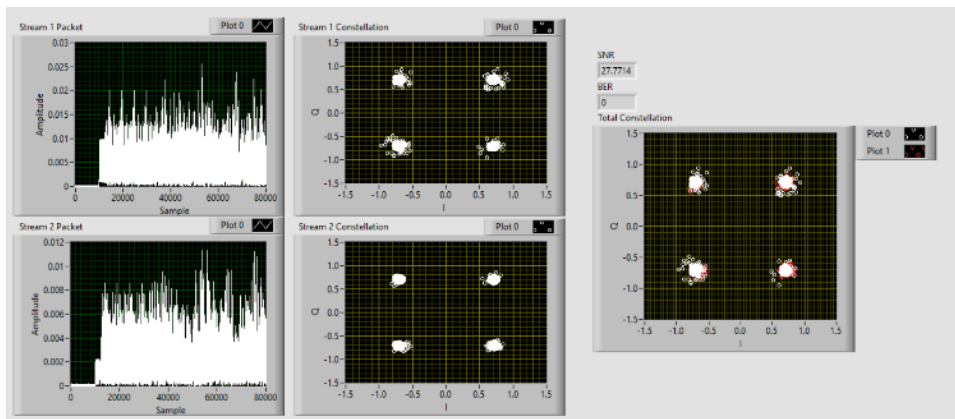 Stream 1 Packet
Plot 0
0.03
0.025
0.02
0.015
0.01
0.005
0
Amplitude
0
20000
40000
60000
80000
Sample
Stream 1 Constellation
Plot 0
1.5
1.0
0.5
0.0
-0.5
-1.0
-1.5
Q
-1.5
-1.0
-0.5
0.0
0.5
1.0
1.5
I
Stream 2 Packet
Plot 0
0.012
0.01
0.008
0.006
0.004
0.002
0
Amplitude
0
20000
40000
60000
80000
Sample
Stream 2 Constellation
Plot 0
1.5
1.0
0.5
0.0
-0.5
-1.0
-1.5
Q
-1.5
-1.0
-0.5
0.0
0.5
1.0
1.5
I
SNR
27.7714
BER
0
Total Constellation
Plot 0
Plot 1
1.5
1.0
0.5
0.0
-0.5
-1.0
-1.5
Q
-1.5
-1.0
-0.5
0.0
0.5
1.0
1.5
I